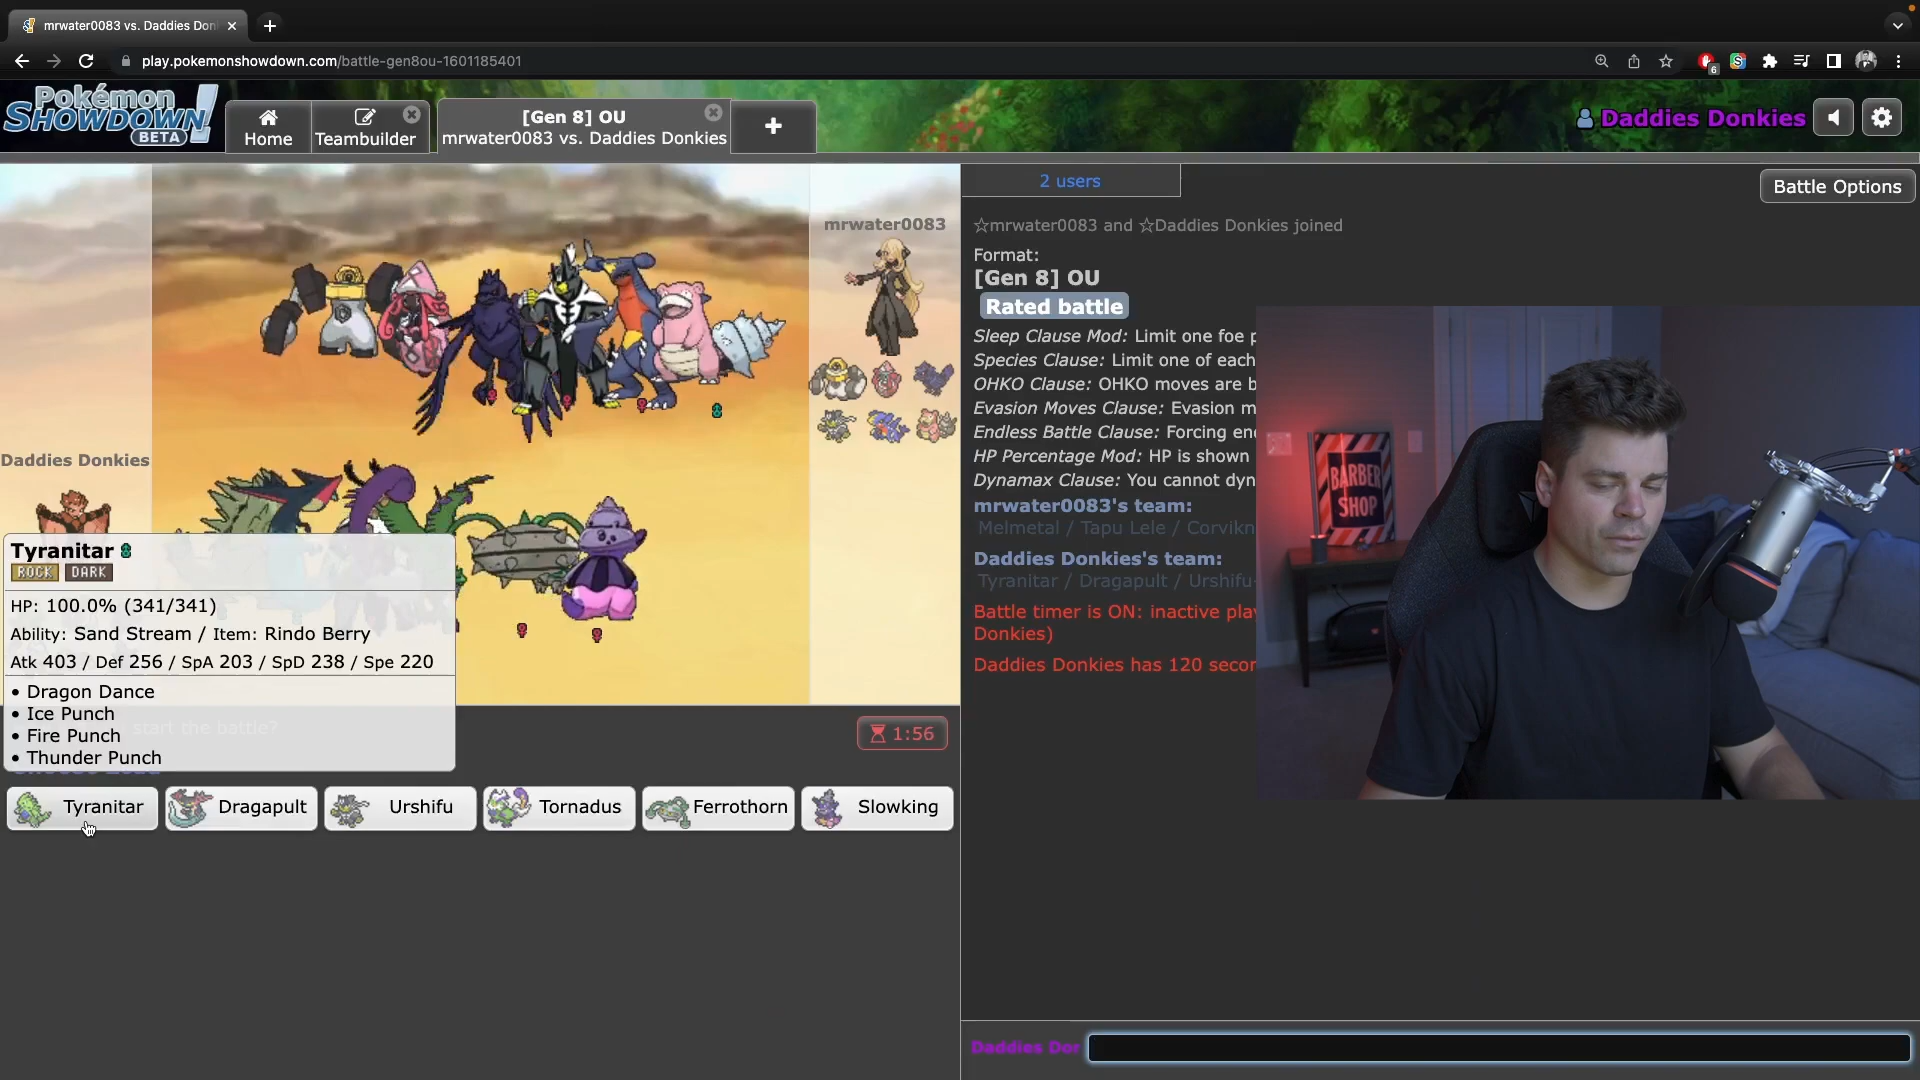 mrwater0083 vs. Daddies Don
play.pokemonshowdown.com/battle-gen8ou-1601185401
6
Pokémon
SHOWDOWN!
BETA
Home
Teambuilder
[Gen 8] OU
mrwater0083 vs. Daddies Donkies
Daddies Donkies
mrwater0083
Daddies Donkies
Tyranitar
ROCK DARK
HP: 100.0% (341/341)
Ability: Sand Stream / Item: Rindo Berry
Atk 403 / Def 256 / SpA 203 / SpD 238 / Spe 220
• Dragon Dance
• Ice Punch
• Fire Punch
• Thunder Punch
start the battle?
1:56
Tyranitar
Dragapult
Urshifu
Tornadus
Ferrothorn
Slowking
2 users
Battle Options
☆mrwater0083 and ☆Daddies Donkies joined
Format:
[Gen 8] OU
Rated battle
Sleep Clause Mod: Limit one foe p
Species Clause: Limit one of each
OHKO Clause: OHKO moves are b
Evasion Moves Clause: Evasion m
Endless Battle Clause: Forcing en
HP Percentage Mod: HP is shown
Dynamax Clause: You cannot dyn
mrwater0083's team:
Melmetal / Tapu Lele / Corvikn
Daddies Donkies's team:
Tyranitar / Dragapult / Urshifu-
Battle timer is ON: inactive play
Donkies)
Daddies Donkies has 120 secon
BARBER
SHOP
Daddies Dor